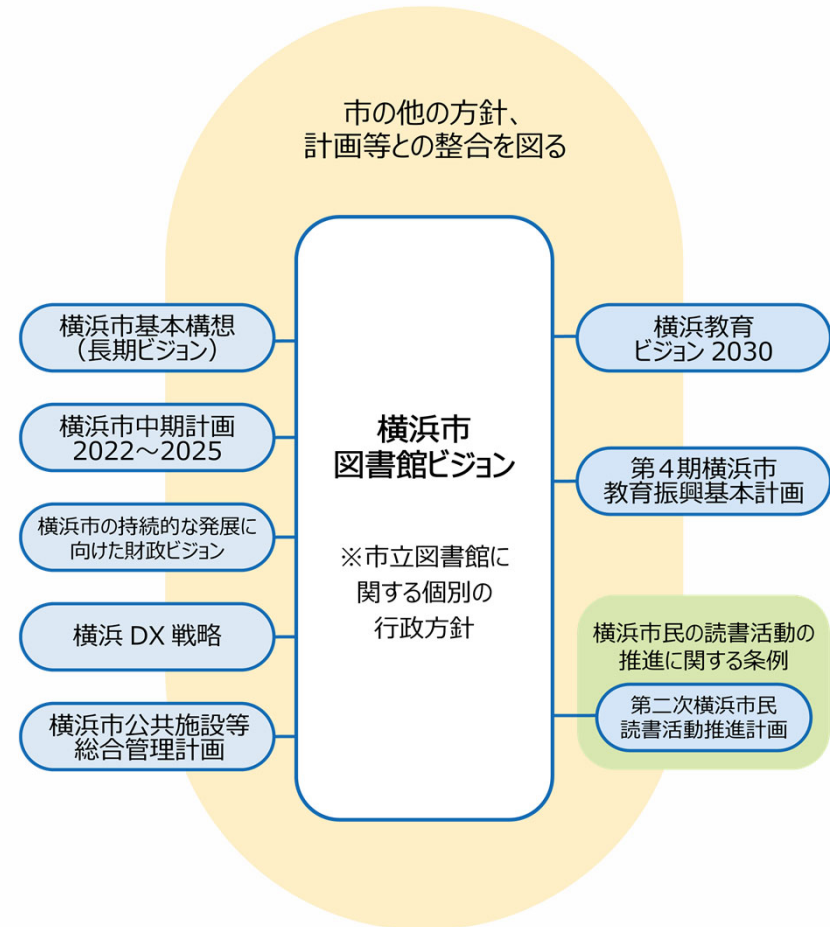 市の他の方針、
計画等との整合を図る
横浜市基本構想
（長期ビジョン）
横浜市中期計画
2022～2025
横浜市の持続的な発展に
向けた財政ビジョン
横浜 DX 戦略
横浜市公共施設等
総合管理計画
横浜市
図書館ビジョン
※市立図書館に
関する個別の
行政方針
横浜教育
ビジョン 2030
第４期横浜市
教育振興基本計画
横浜市民の読書活動の
推進に関する条例
第二次横浜市民
読書活動推進計画